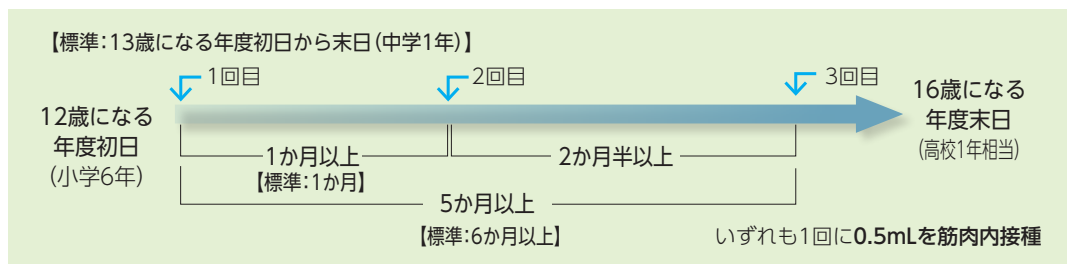 【標準:13歳になる年度初日から末日(中学1年)】
1回目
2回目
3回目
12歳になる
年度初日
(小学6年)
16歳になる
年度末日
(高校1年相当)
1か月以上
【標準:1か月】
2か月半以上
5か月以上
【標準:6か月以上】
いずれも1回に0.5mLを筋肉内接種